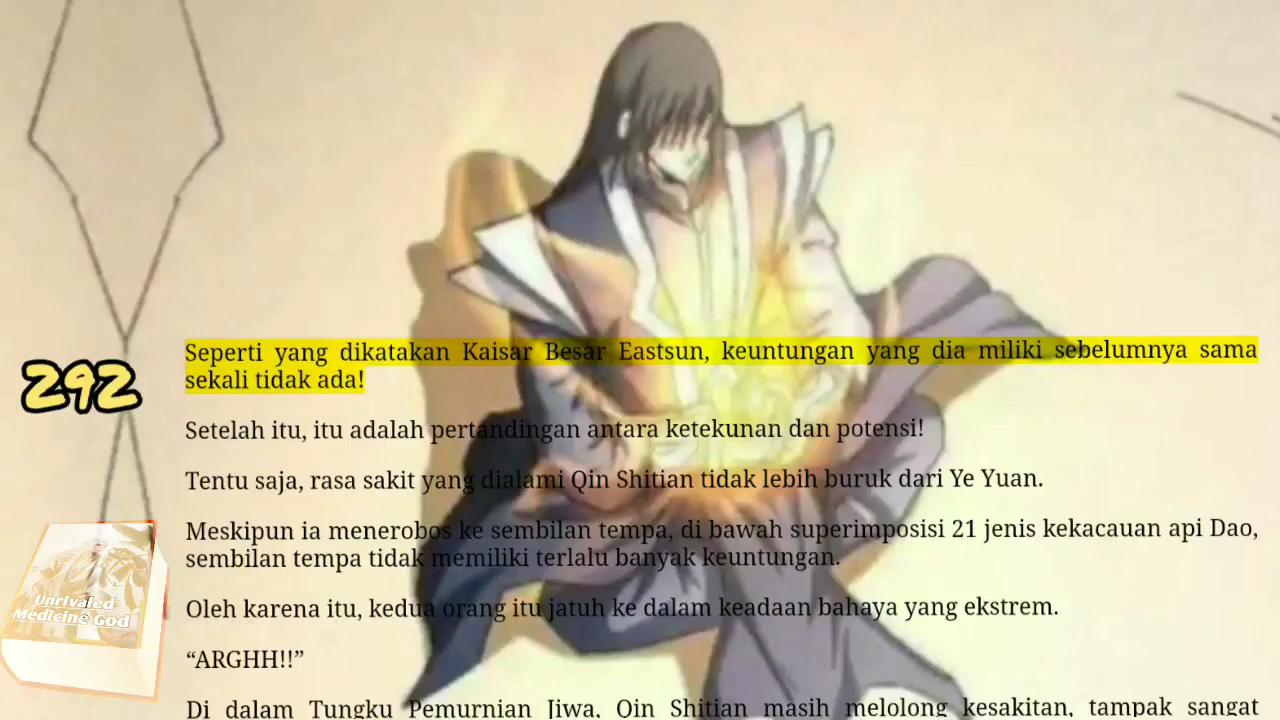 Seperti yang dikatakan Kaisar Besar Eastsun, keuntungan yang dia miliki sebelumnya sama
sekali tidak ada!
292
Setelah itu, itu adalah pertandingan antara ketekunan dan potensi!
Tentu saja, rasa sakit yang dialami Qin Shitian tidak lebih buruk dari Ye Yuan.
Meskipun ia menerobos ke sembilan tempa, di bawah superimposisi 21 jenis kekacauan api Dao,
sembilan tempa tidak memiliki terlalu banyak keuntungan.
Unrivaled
Medicine God
Oleh karena itu, kedua orang itu jatuh ke dalam keadaan bahaya yang ekstrem.
“ARGHH!!”
Di dalam Tungku Pemurnian Jiwa, Qin Shitian masih melolong kesakitan, tampak sangat